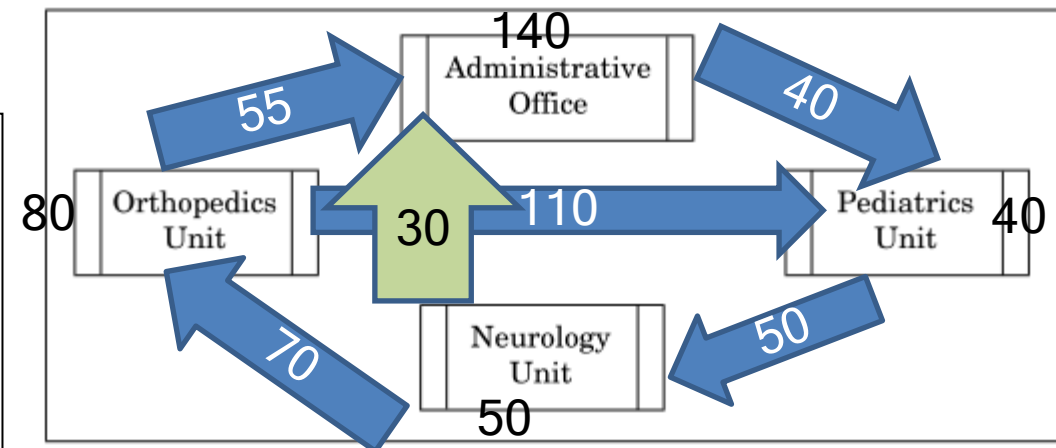 140
Administrative
Office
55
40
80
Orthopedics
Unit
110
Pediatrics
Unit
40
30
Neurology
Unit
70
50
50